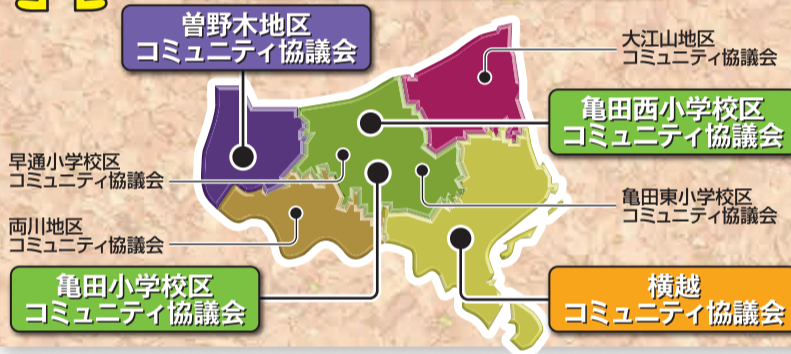 曽野木地区
コミュニティ協議会
大江山地区
コミュニティ協議会
亀田西小学校区
コミュニティ協議会
早通小学校区
コミュニティ協議会
亀田東小学校区
コミュニティ協議会
両川地区
コミュニティ協議会
亀田小学校区
コミュニティ協議会
横越
コミュニティ協議会